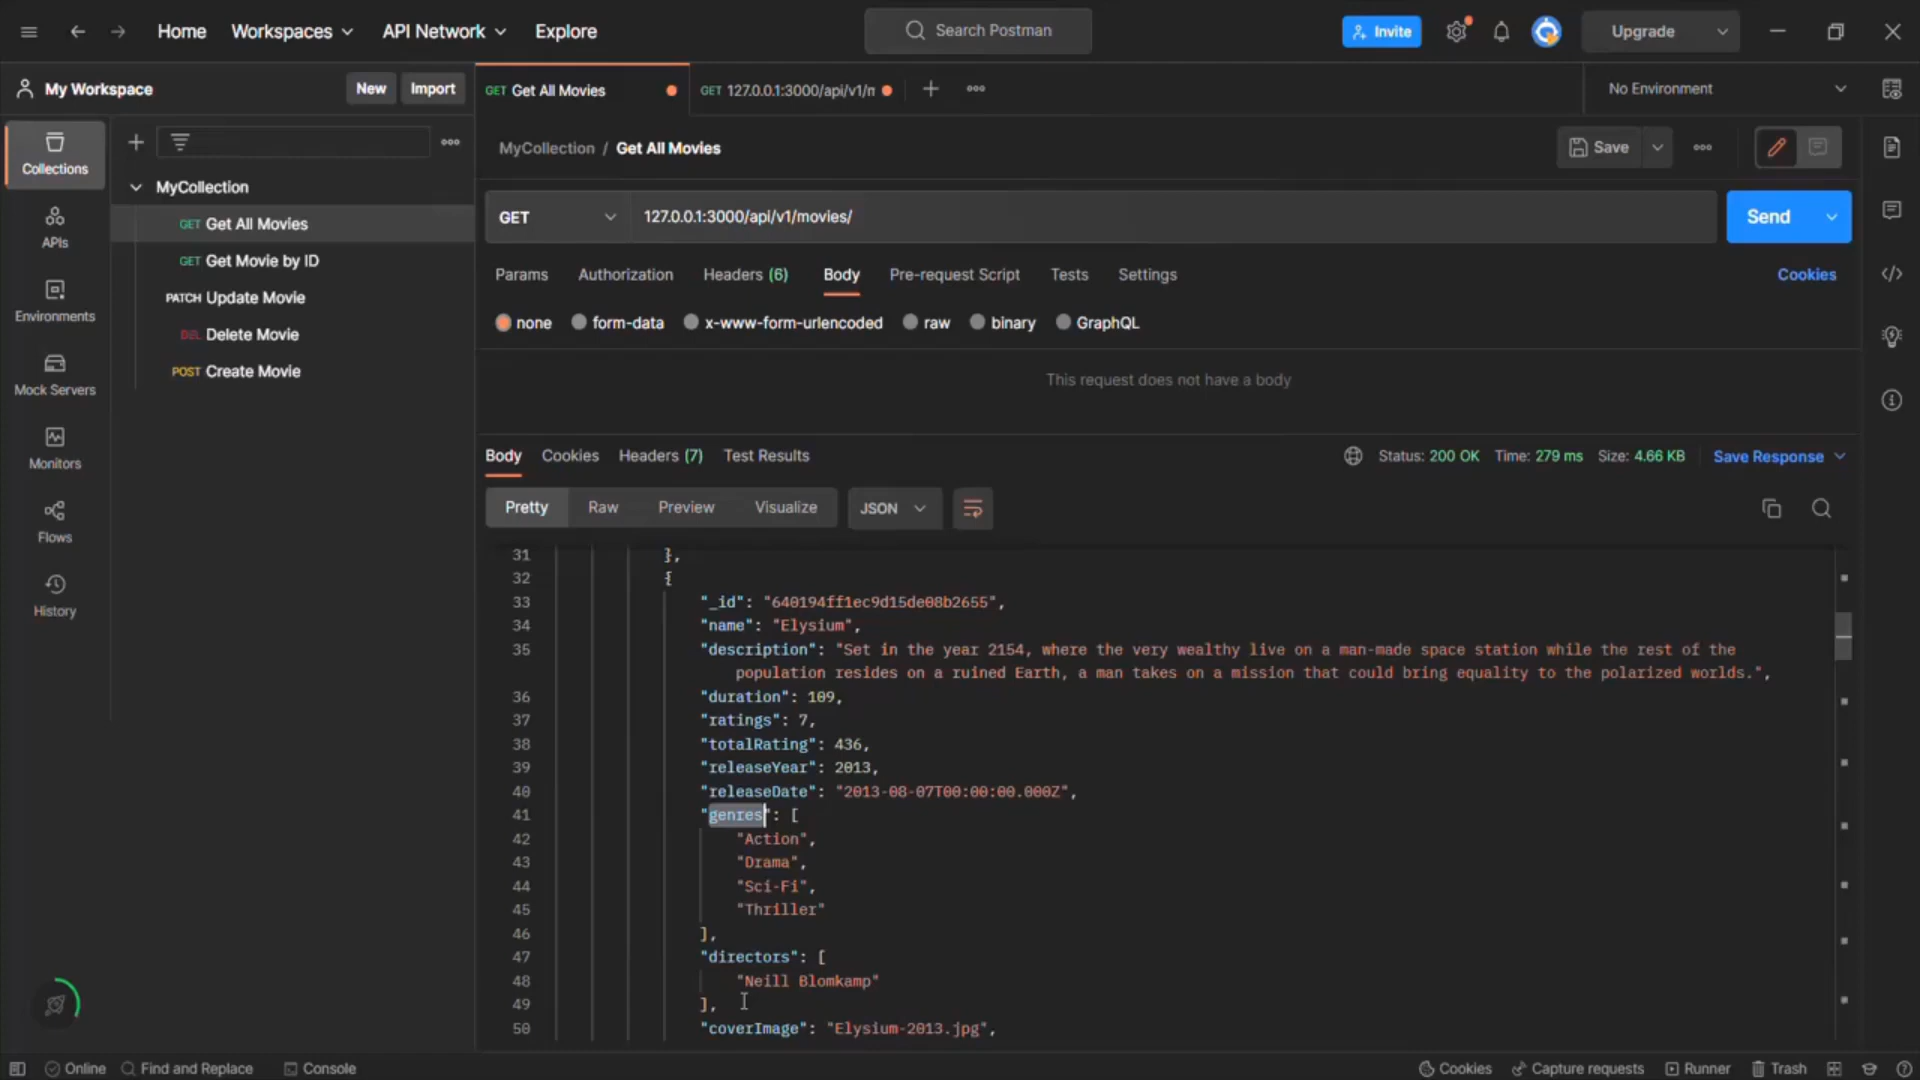 Home Workspaces API Network Explore Search Postman Invite Upgrade
My Workspace New Import GET Get All Movies GET 127.0.0.1:3000/api/v1/n No Environment
Collections
APIs
Environments
Mock Servers
Monitors
Flows
History
MyCollection
GET Get All Movies
GET Get Movie by ID
PATCH Update Movie
DEL Delete Movie
POST Create Movie
MyCollection / Get All Movies Save
GET 127.0.0.1:3000/api/v1/movies/ Send
Params Authorization Headers (6) Body Pre-request Script Tests Settings Cookies
none form-data x-www-form-urlencoded raw binary GraphQL
This request does not have a body
Body Cookies Headers (7) Test Results Status: 200 OK Time: 279 ms Size: 4.66 KB Save Response
Pretty Raw Preview Visualize JSON
31 },
32 {
33 "_id": "640194ff1ec9d15de08b2655",
34 "name": "Elysium",
35 "description": "Set in the year 2154, where the very wealthy live on a man-made space station while the rest of the
population resides on a ruined Earth, a man takes on a mission that could bring equality to the polarized worlds.",
36 "duration": 109,
37 "ratings": 7,
38 "totalRating": 436,
39 "releaseYear": 2013,
40 "releaseDate": "2013-08-07T00:00:00.000Z",
41 "genres": [
42 "Action",
43 "Drama",
44 "Sci-Fi",
45 "Thriller"
46 ],
47 "directors": [
48 "Neill Blomkamp"
49 ],
50 "coverImage": "Elysium-2013.jpg",
Online Find and Replace Console Cookies Capture requests Runner Trash